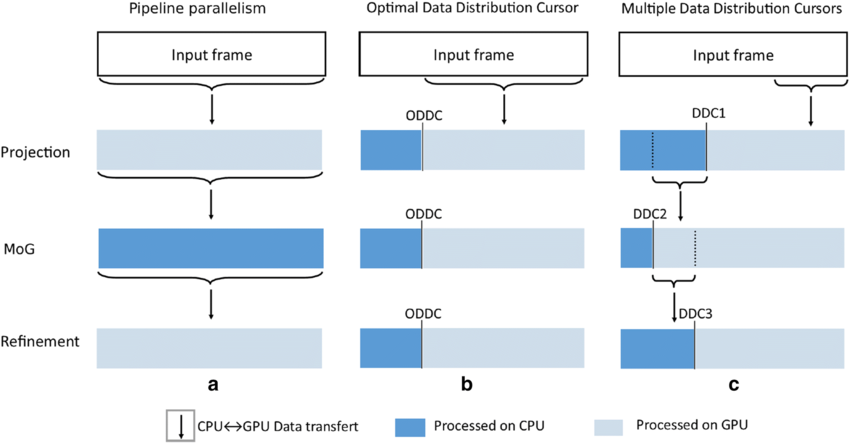 Pipeline parallelism
Optimal Data Distribution Cursor
Multiple Data Distribution Cursors
Input frame
Input frame
Input frame
ODDC
DDC1
Projection
ODDC
DDC2
MoG
ODDC
DDC3
Refinement
a
b
c
CPU↔GPU Data transfert
Processed on CPU
Processed on GPU